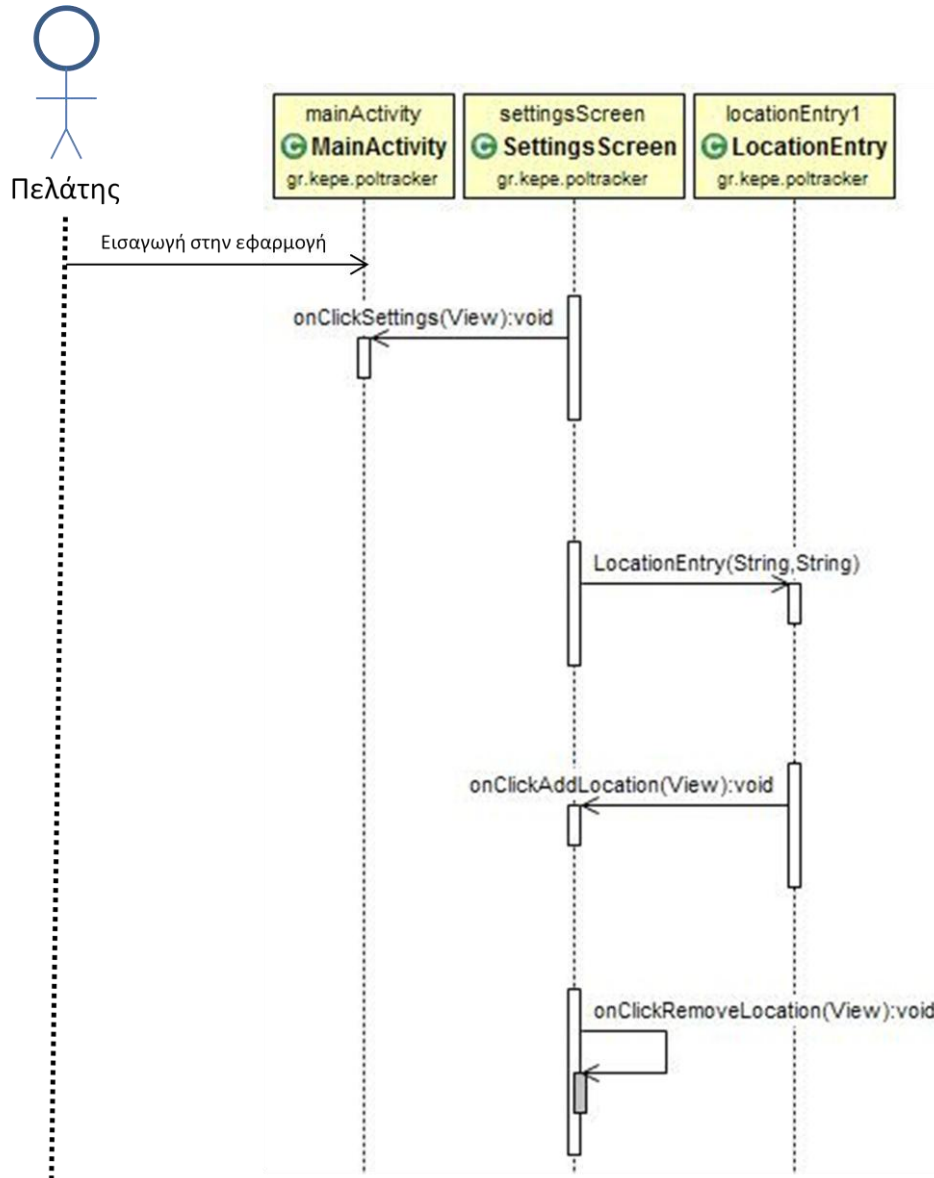 mainActivity
MainActivity
gr.kepe.poltracker
settingsScreen
SettingsScreen
gr.kepe.poltracker
locationEntry1
LocationEntry
gr.kepe.poltracker
Πελάτης
Εισαγωγή στην εφαρμογή
onClickSettings(View):void
LocationEntry(String,String)
onClickAddLocation(View):void
onClickRemoveLocation(View):void